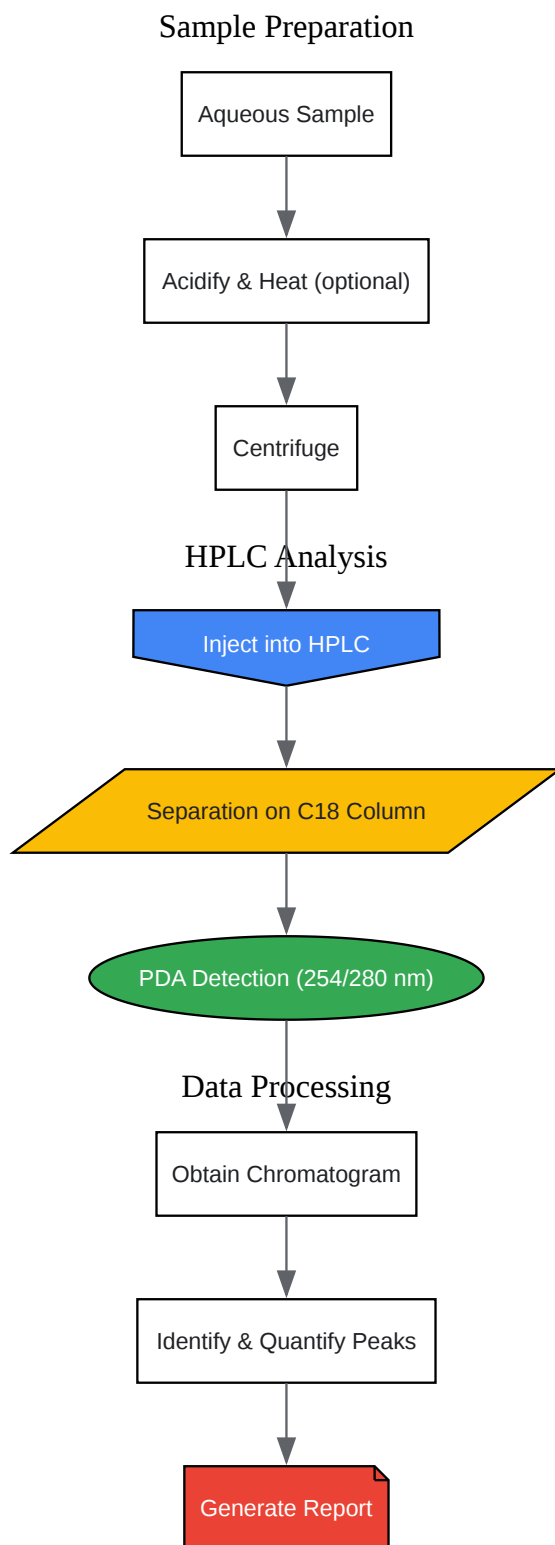 Sample Preparation
Aqueous Sample
Acidify & Heat (optional)
Centrifuge
HPLC Analysis
Inject into HPLC
Separation on C18 Column
PDA Detection (254/280 nm)
Data Processing
Obtain Chromatogram
Identify & Quantify Peaks
Generate Report